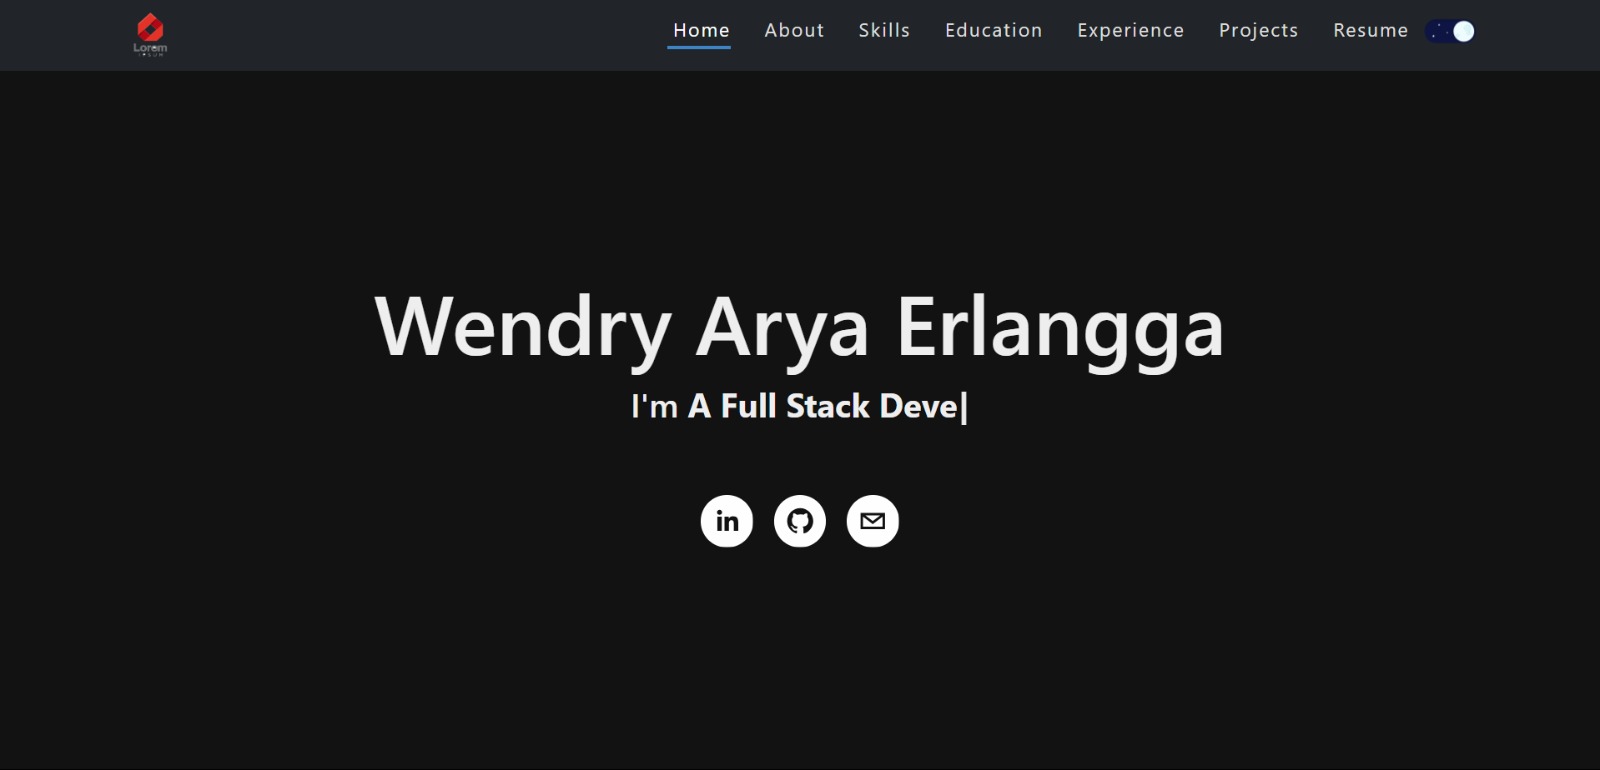 Lorem
IPSUM
Home
About
Skills
Education
Experience
Projects
Resume
Wendry Arya Erlangga
I'm A Full Stack Deve|
in